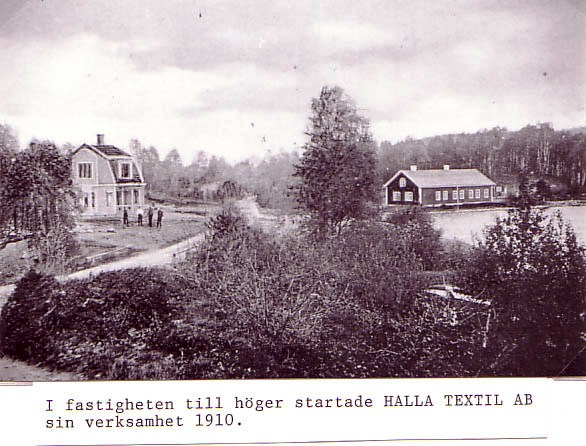 I fastigheten till höger startade HALLA TEXTIL AB
sin verksamhet 1910.